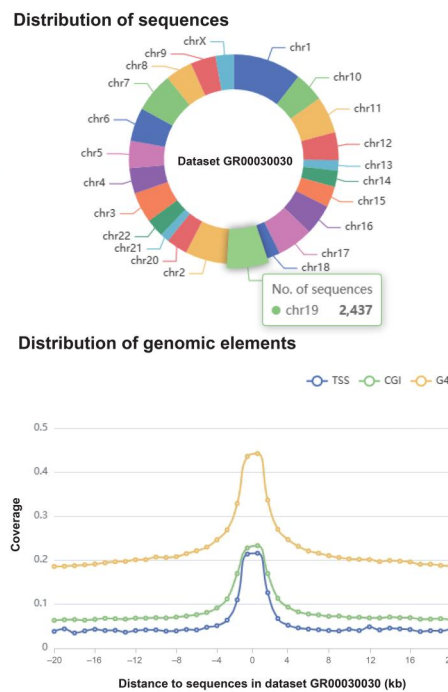 Distribution of sequences
chrX
chr9
chr8
chr7
chr6
chr5
chr4
chr3
chr22
chr21
chr20
chr2
chr1
chr10
chr11
chr12
chr13
chr14
chr15
chr16
chr17
chr18
Dataset GR00030030
No. of sequences
chr19 2,437
Distribution of genomic elements
TSS CGI G4
Coverage
0.5
0.4
0.3
0.2
0.1
0
−20 −16 −12 −8 −4 0 4 8 12 16
Distance to sequences in dataset GR00030030 (kb)